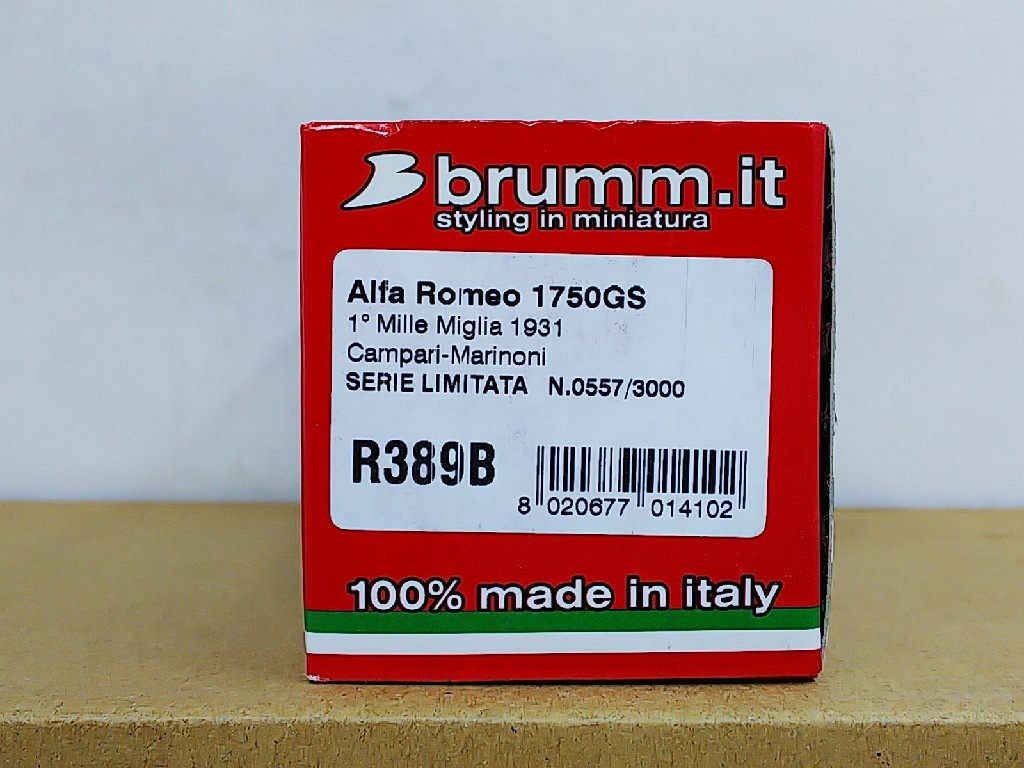 brumm.it
styling in miniatura
Alfa Romeo 1750GS
1° Mille Miglia 1931
Campari-Marinoni
SERIE LIMITATA N.0557/3000
R389B
8 020677 014102
100% made in italy